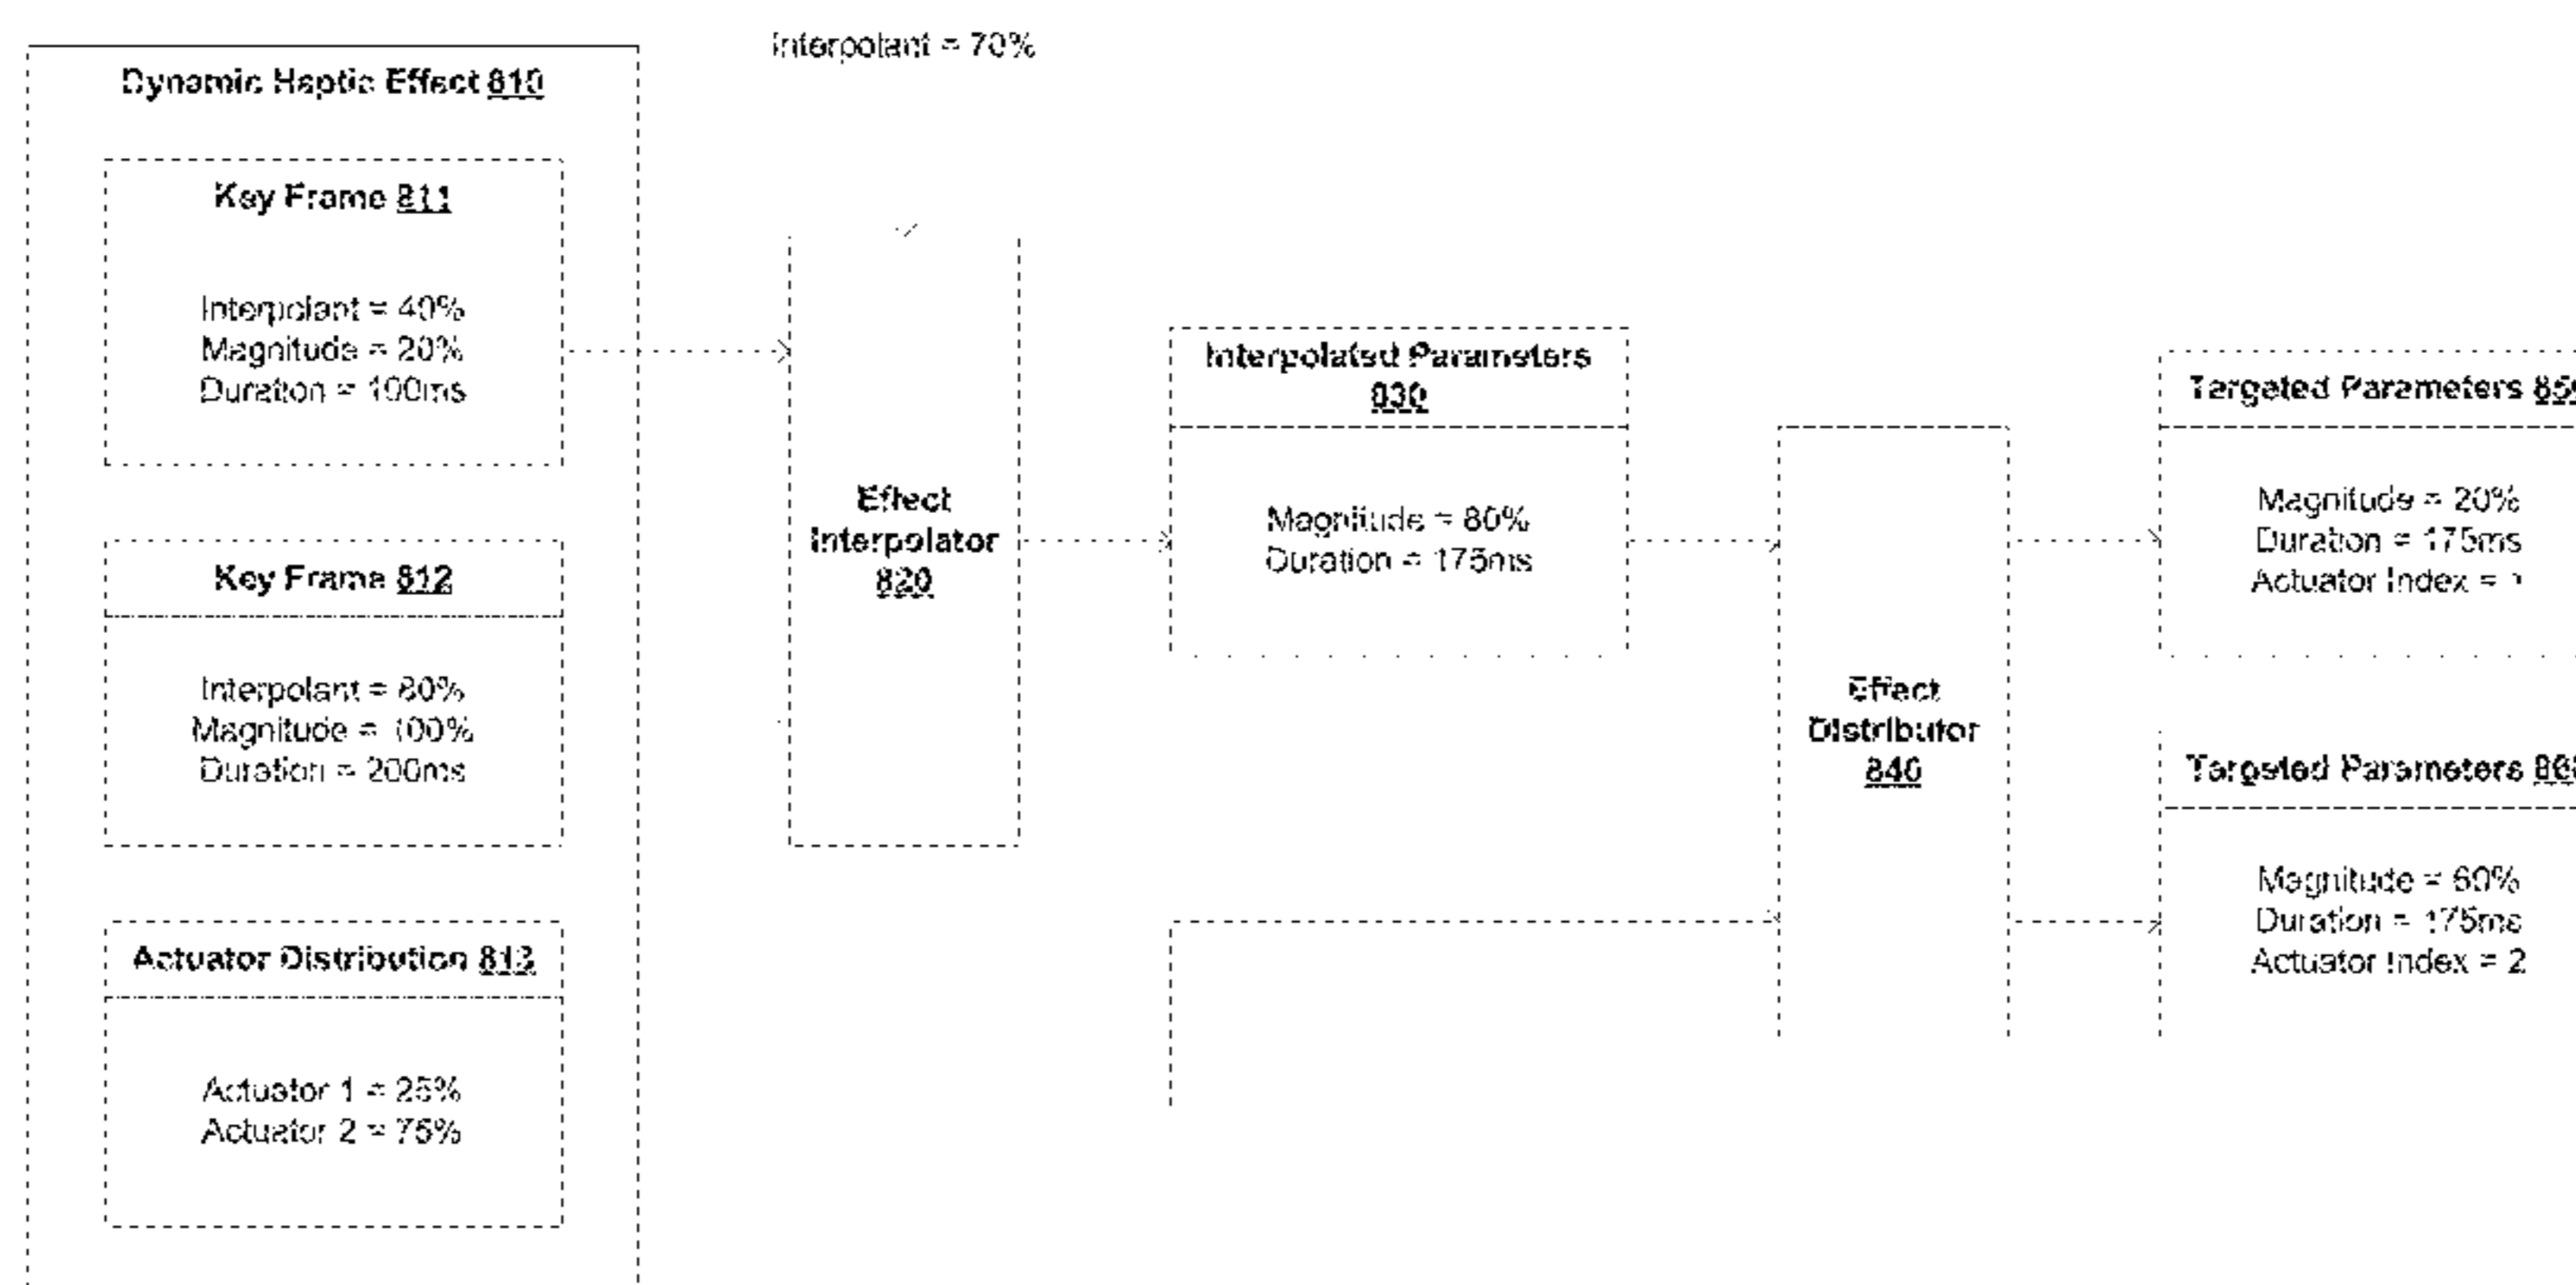 Interpolant = 70%
Dynamic Haptic Effect 810
Key Frame 811
Interpolant = 40%
Magnitude = 20%
Duration = 100ms
Key Frame 812
Interpolant = 80%
Magnitude = 100%
Duration = 200ms
Actuator Distribution 813
Actuator 1 = 25%
Actuator 2 = 75%
Effect
Interpolator
820
Interpolated Parameters
830
Magnitude = 80%
Duration = 175ms
Effect
Distributor
840
Targeted Parameters
Magnitude = 20%
Duration = 175ms
Actuator Index = 1
Targeted Parameters
Magnitude = 60%
Duration = 175ms
Actuator Index = 2